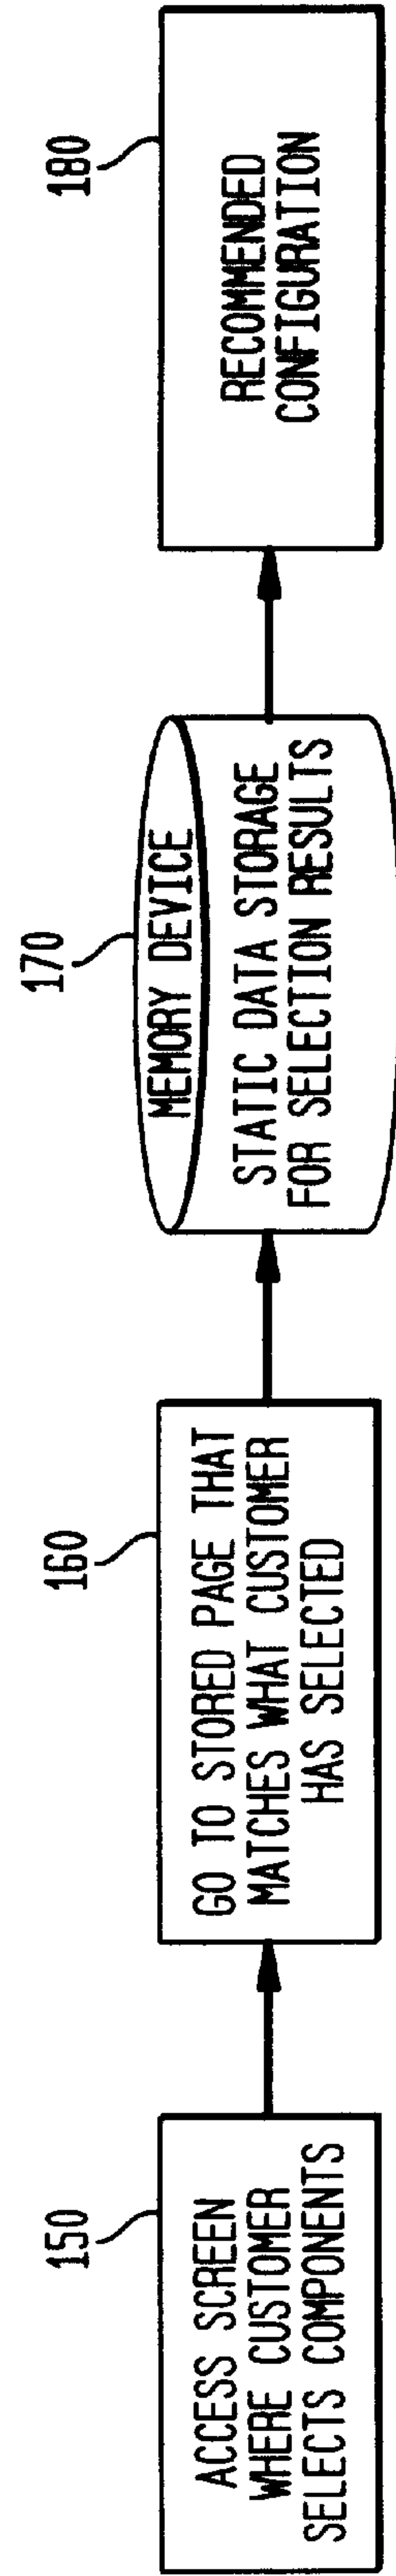 150
ACCESS SCREEN
WHERE CUSTOMER
SELECTS COMPONENTS
160
GO TO STORED PAGE THAT
MATCHES WHAT CUSTOMER
HAS SELECTED
170
MEMORY DEVICE
STATIC DATA STORAGE
FOR SELECTION RESULTS
180
RECOMMENDED
CONFIGURATION